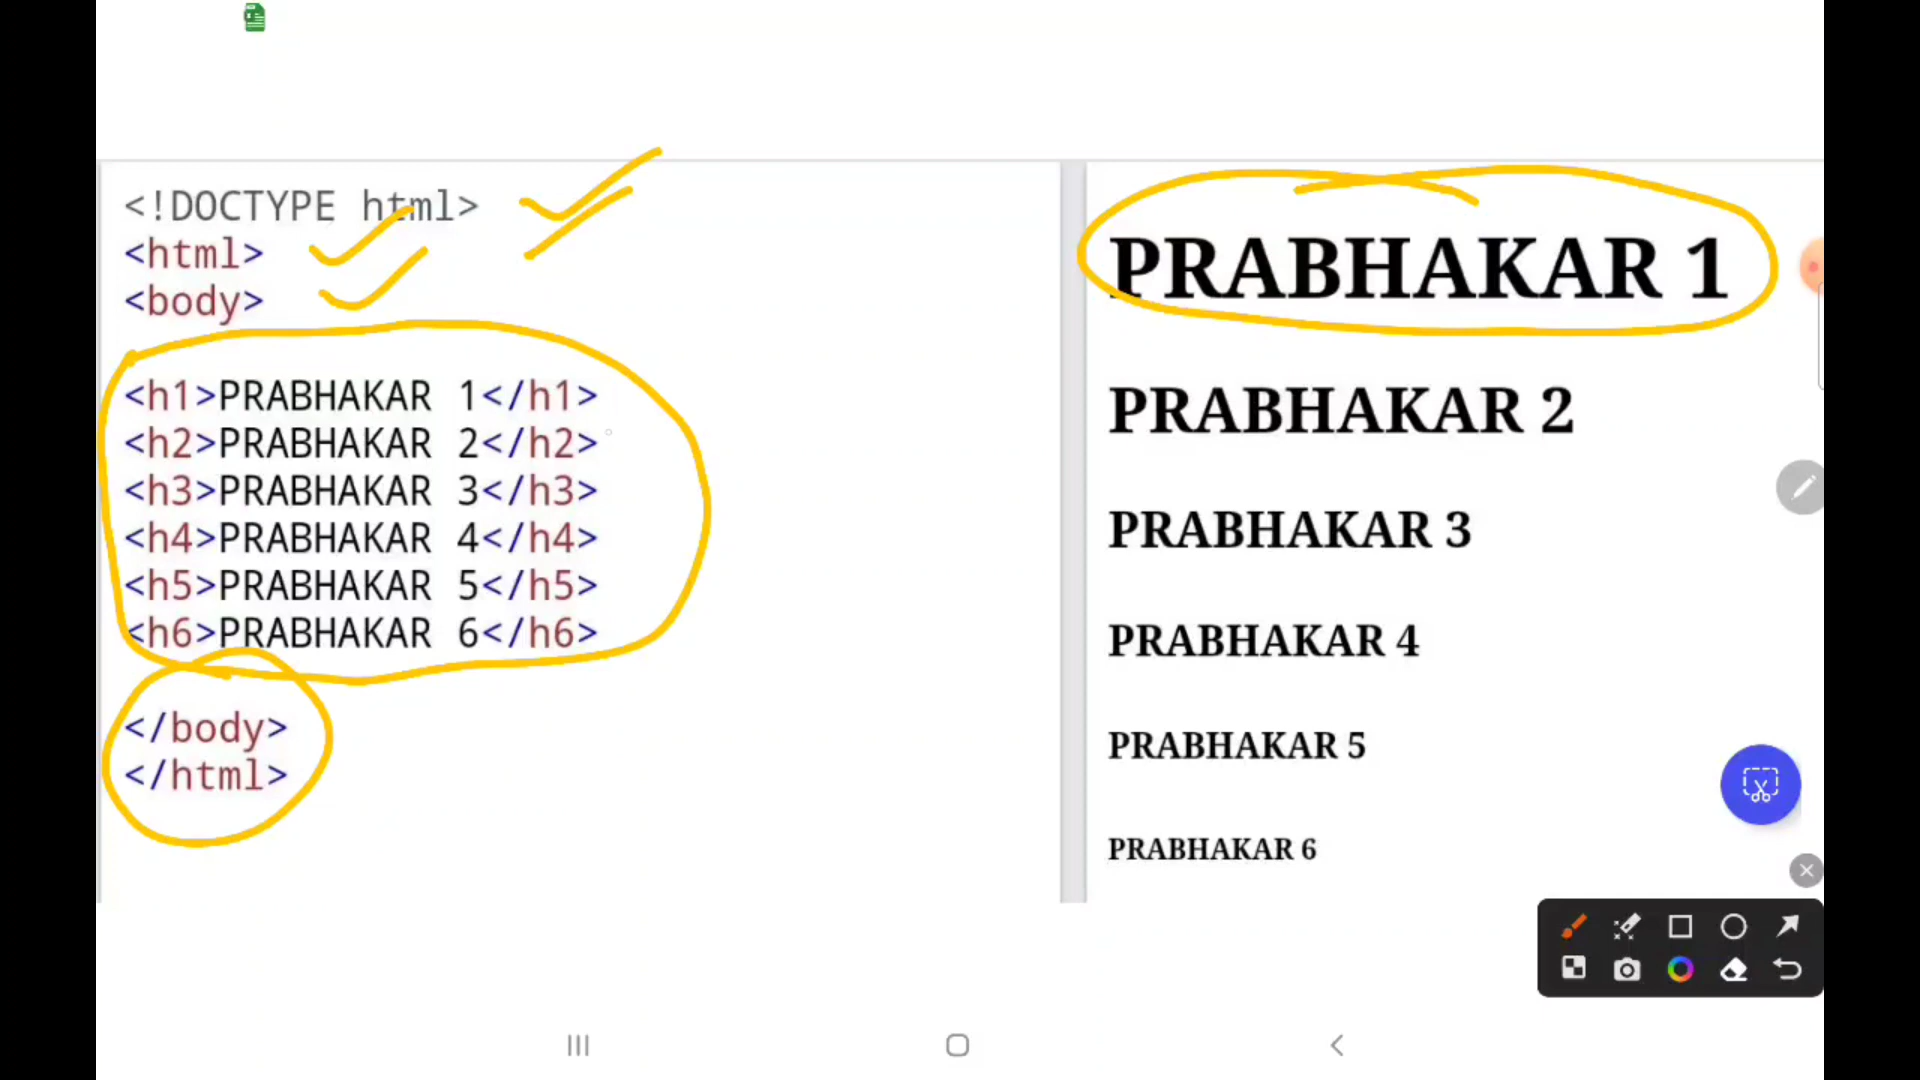 <!DOCTYPE html>
<html>
<body>
<h1>PRABHAKAR 1</h1>
<h2>PRABHAKAR 2</h2>
<h3>PRABHAKAR 3</h3>
<h4>PRABHAKAR 4</h4>
<h5>PRABHAKAR 5</h5>
<h6>PRABHAKAR 6</h6>
</body>
</html>
PRABHAKAR 1
PRABHAKAR 2
PRABHAKAR 3
PRABHAKAR 4
PRABHAKAR 5
PRABHAKAR 6